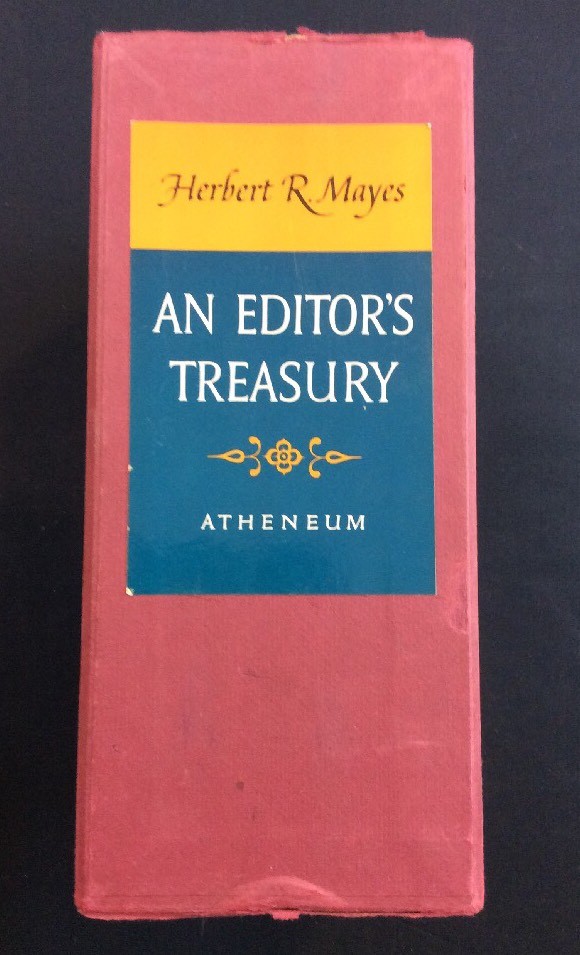 Herbert R. Mayes
AN EDITOR'S
TREASURY
ATHENEUM